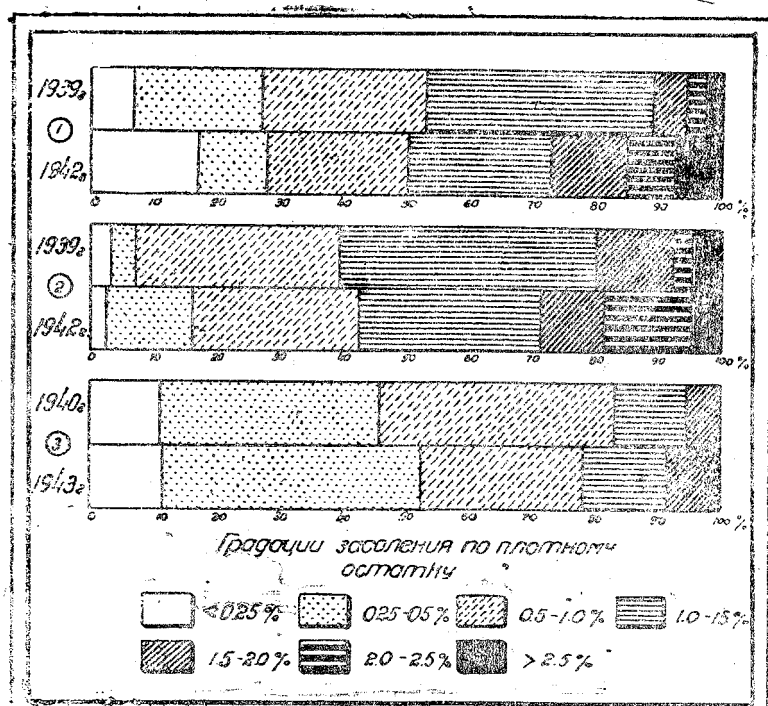 1939г
①
1942г
0 10 20 30 40 50 60 70 80 90 100 %
1939г
②
1942г
0 10 20 30 40 50 60 70 80 90 100 %
1940г
③
1943г
0 10 20 30 40 50 60 70 80 90 100 %
Градации засоления по плотному
остатку
<0.25% 0.25-0.5% 0.5-1.0% 1.0-1.5%
1.5-2.0% 2.0-2.5% >2.5%